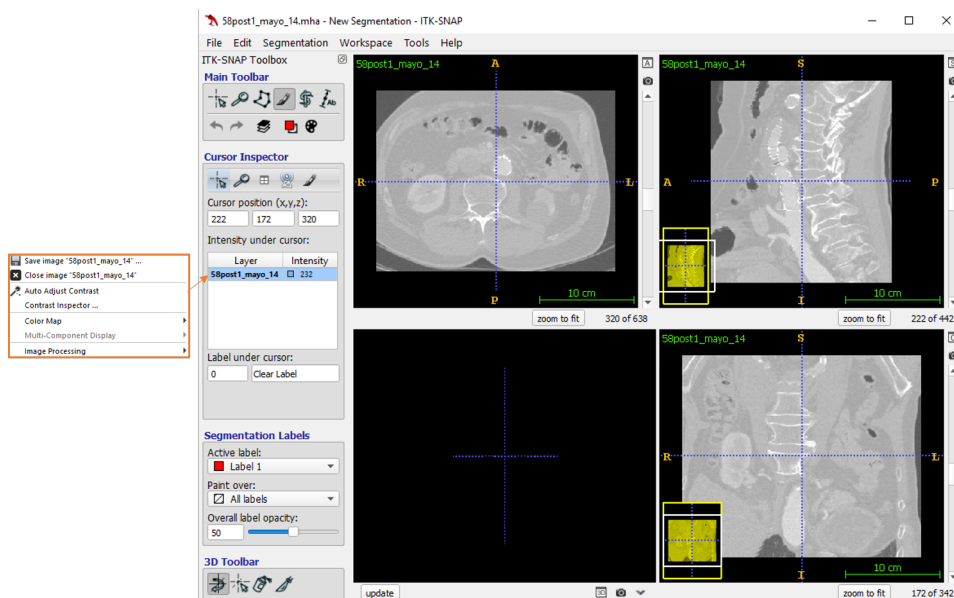 58post1_mayo_14.mha - New Segmentation - ITK-SNAP
File Edit Segmentation Workspace Tools Help
ITK-SNAP Toolbox
Main Toolbar
Ab
Cursor Inspector
Cursor position (x,y,z):
222 172 320
Intensity under cursor:
Layer Intensity
58post1_mayo_14 232
Label under cursor:
0 Clear Label
Segmentation Labels
Active label:
Label 1
Paint over:
All labels
Overall label opacity:
50
3D Toolbar
Save image "58post1_mayo_14" ...
Close image "58post1_mayo_14"
Auto Adjust Contrast
Contrast Inspector ...
Color Map
Multi-Component Display
Image Processing
58post1_mayo_14
A
R
L
P
10 cm
A
zoom to fit 320 of 638
58post1_mayo_14
S
A
P
I
10 cm
zoom to fit 222 of 442
update
3D
58post1_mayo_14
S
R
L
I
10 cm
zoom to fit 172 of 342